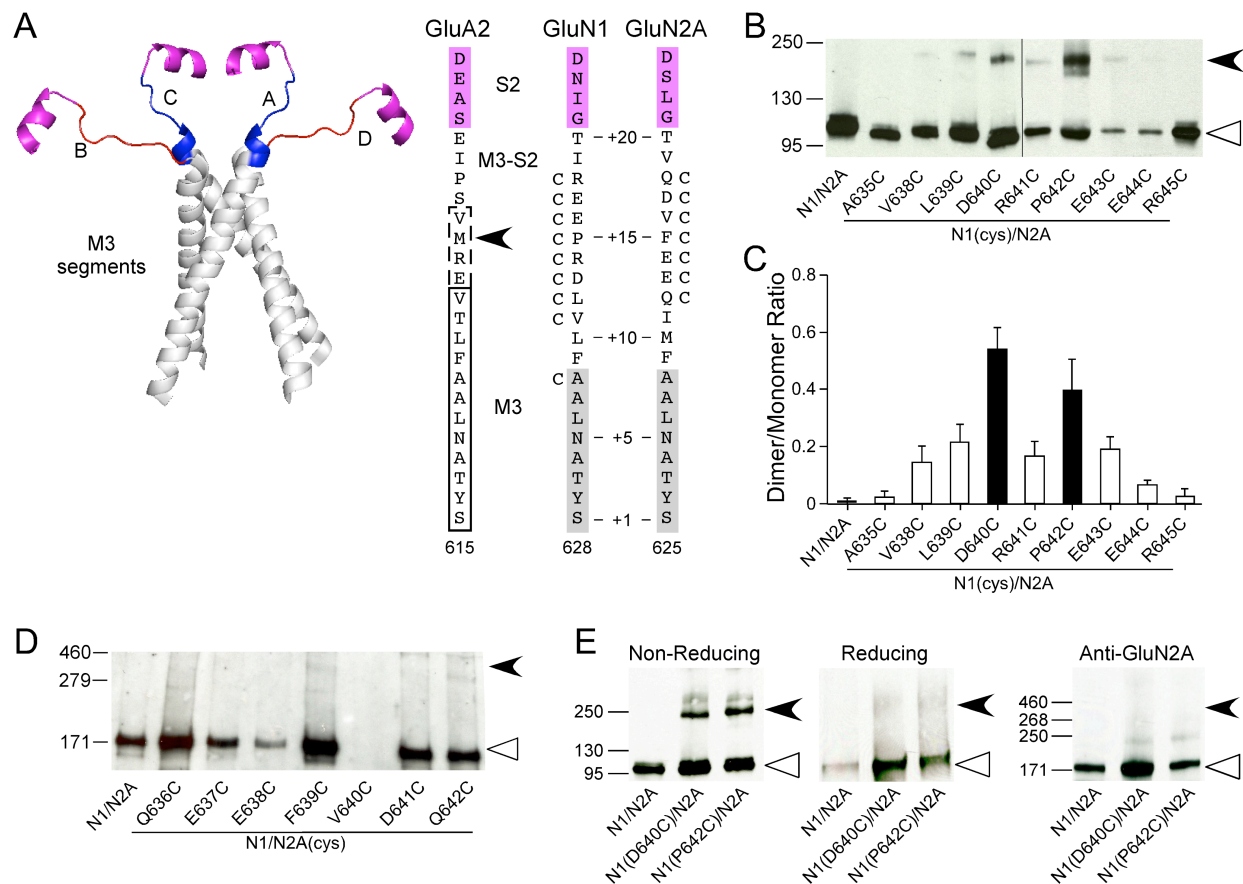 A
GluA2 GluN1 GluN2A
D D D
E N S
S2
A I L
S G G
E T – +20 – T
I M3-S2 I V
P C R Q C
S C E D C
V C E V C
M C P – +15 – F C
R C R E C
E C D E C
V C L Q C
T C V I
L L – +10 – M
F F F
A C A A
A M3 A A
L L L
N N – +5 – N
A A A
T T T
Y Y Y
S S – +1 – S
615 628 625
C A
B D
M3
segments
B
250
130
95
N1/N2A A635C V638C L639C D640C R641C P642C E643C E644C R645C
N1(cys)/N2A
C
Dimer/Monomer Ratio
0.8
0.6
0.4
0.2
0
N1/N2A A635C V638C L639C D640C R641C P642C E643C E644C R645C
N1(cys)/N2A
D
460
279
171
N1/N2A Q636C E637C E638C F639C V640C D641C Q642C
N1/N2A(cys)
E
Non-Reducing
250
130
95
N1/N2A N1(D640C)/N2A N1(P642C)/N2A
Reducing
N1/N2A N1(D640C)/N2A N1(P642C)/N2A
Anti-GluN2A
460
268
250
171
N1/N2A N1(D640C)/N2A N1(P642C)/N2A